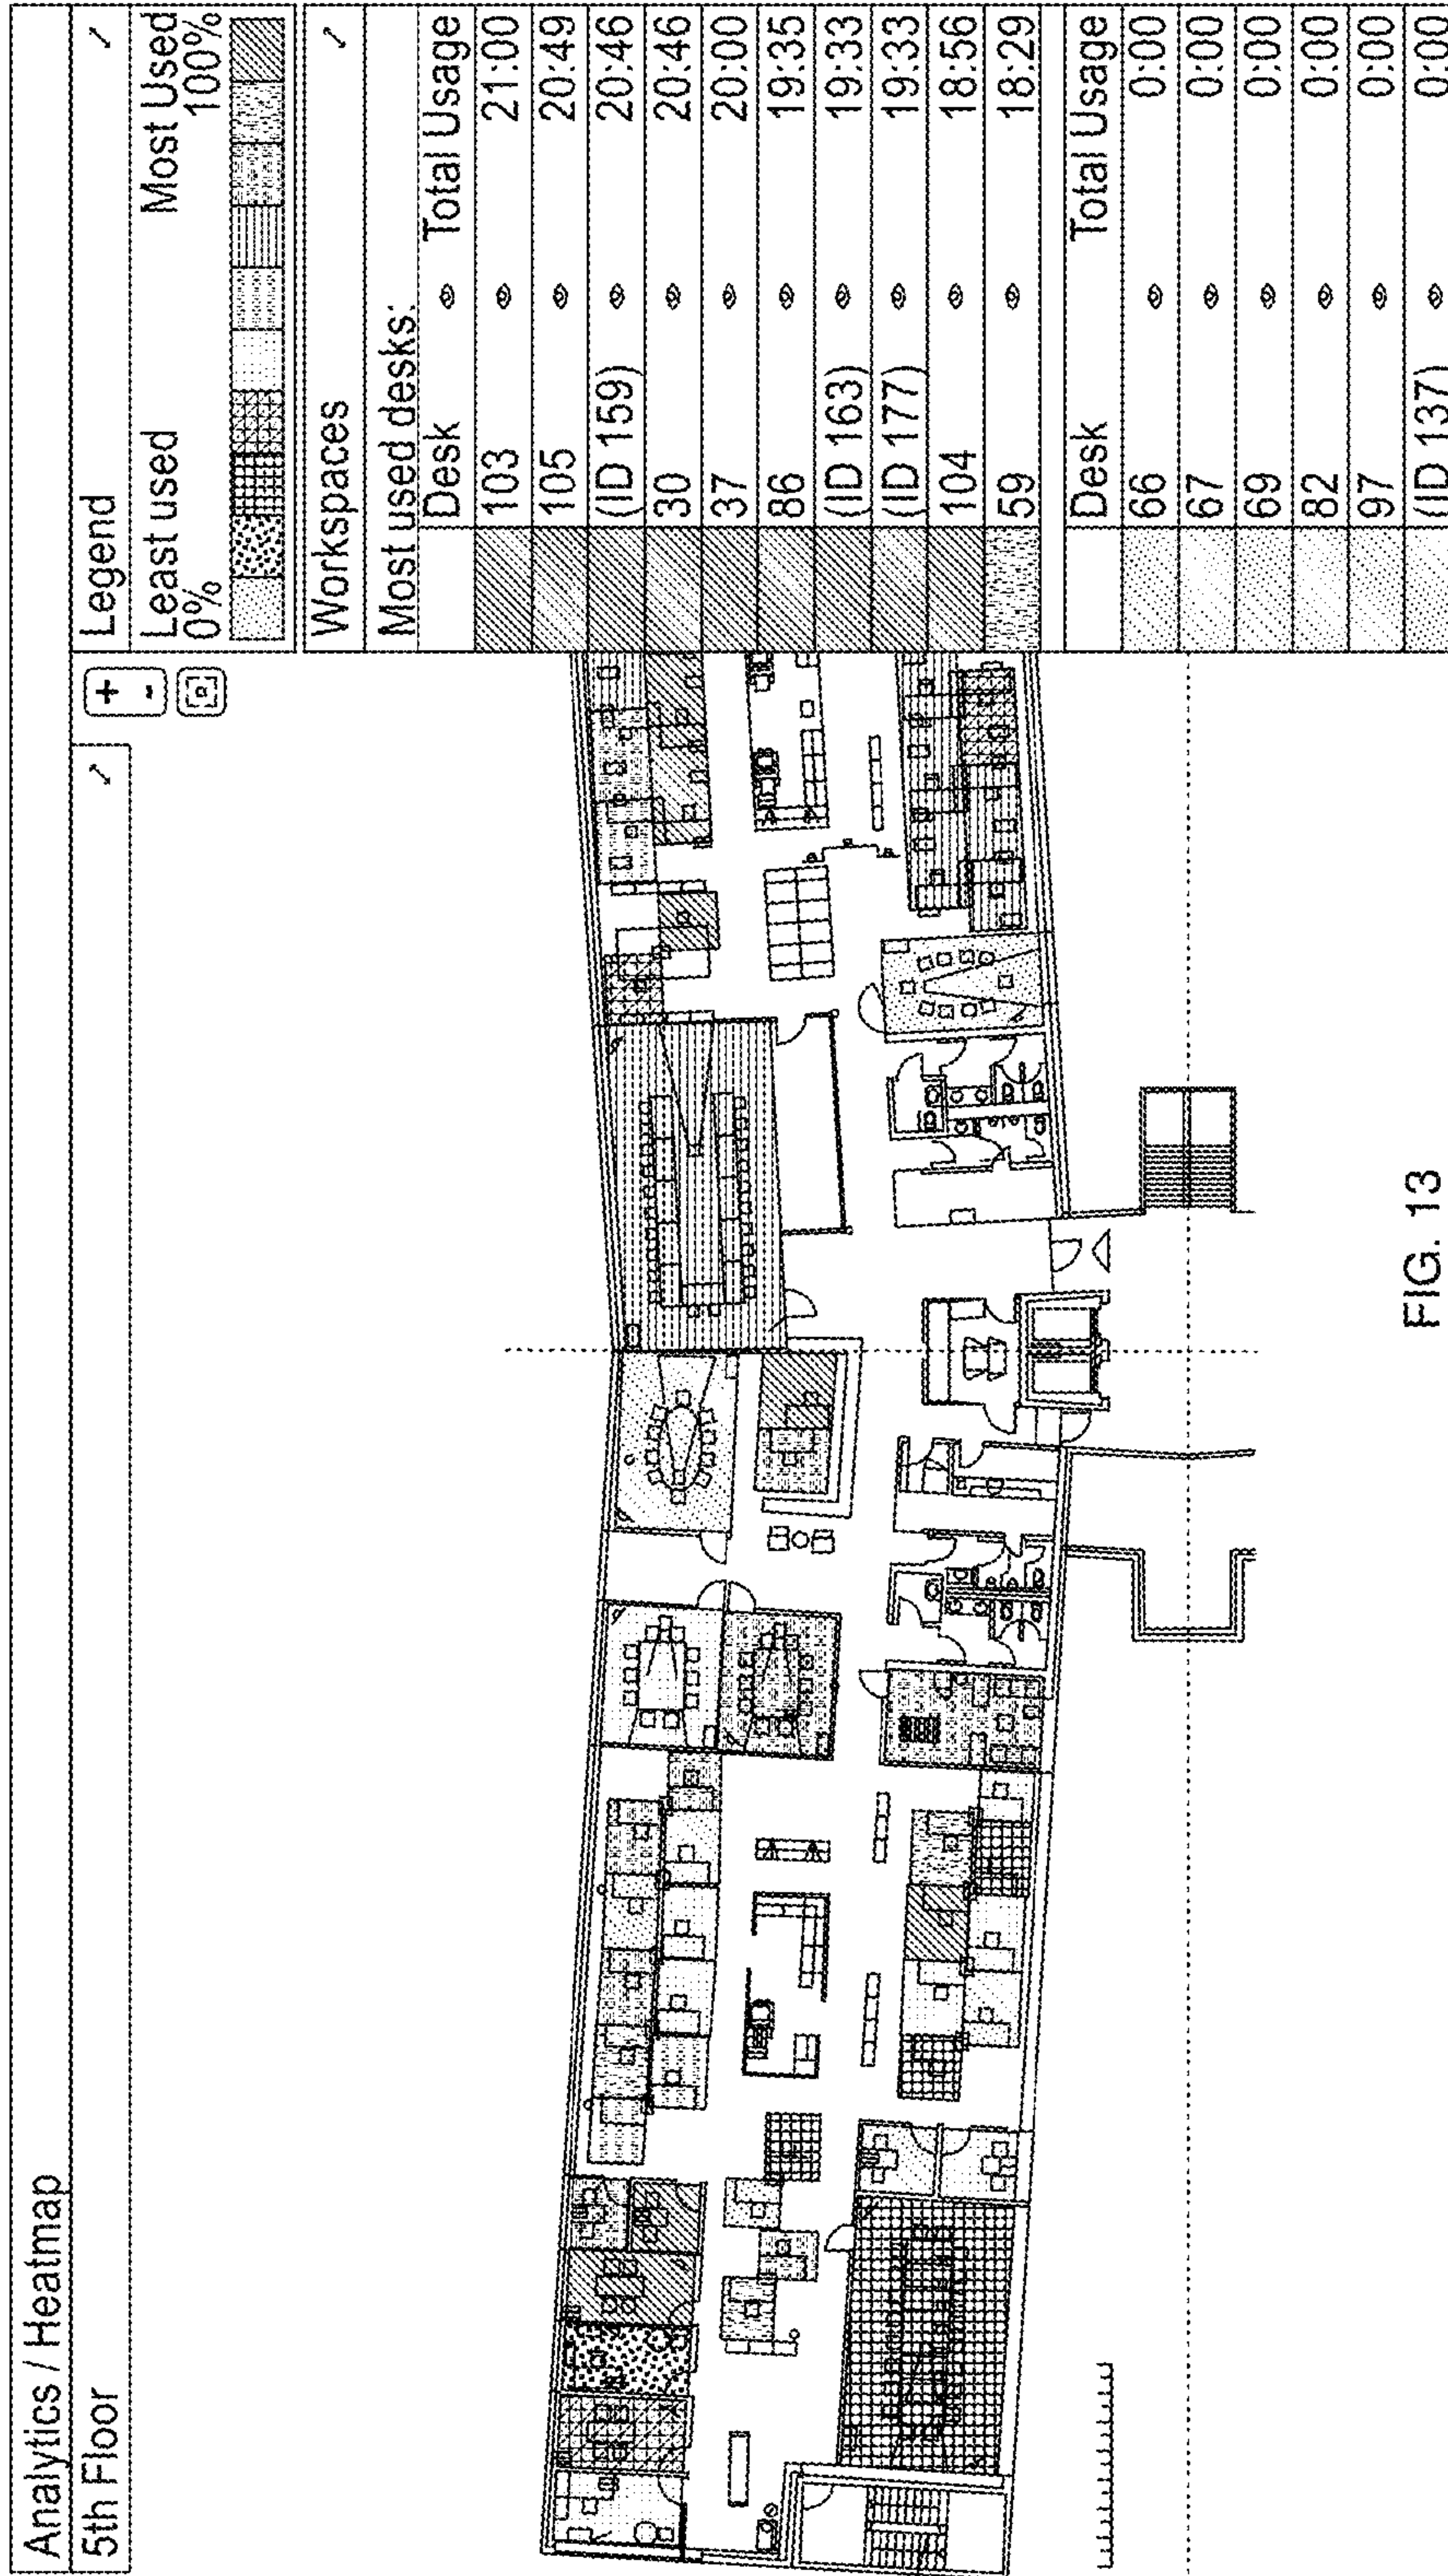 Analytics / Heatmap
5th Floor
+
-
Legend
Least used Most Used
0% 100%
Workspaces
Most used desks:
Desk Total Usage
103 21:00
105 20:49
(ID 159) 20:46
30 20:46
37 20:00
86 19:35
(ID 163) 19:33
(ID 177) 19:33
104 18:56
59 18:29
Desk Total Usage
66 0:00
67 0:00
69 0:00
82 0:00
97 0:00
(ID 137) 0:00
FIG. 13